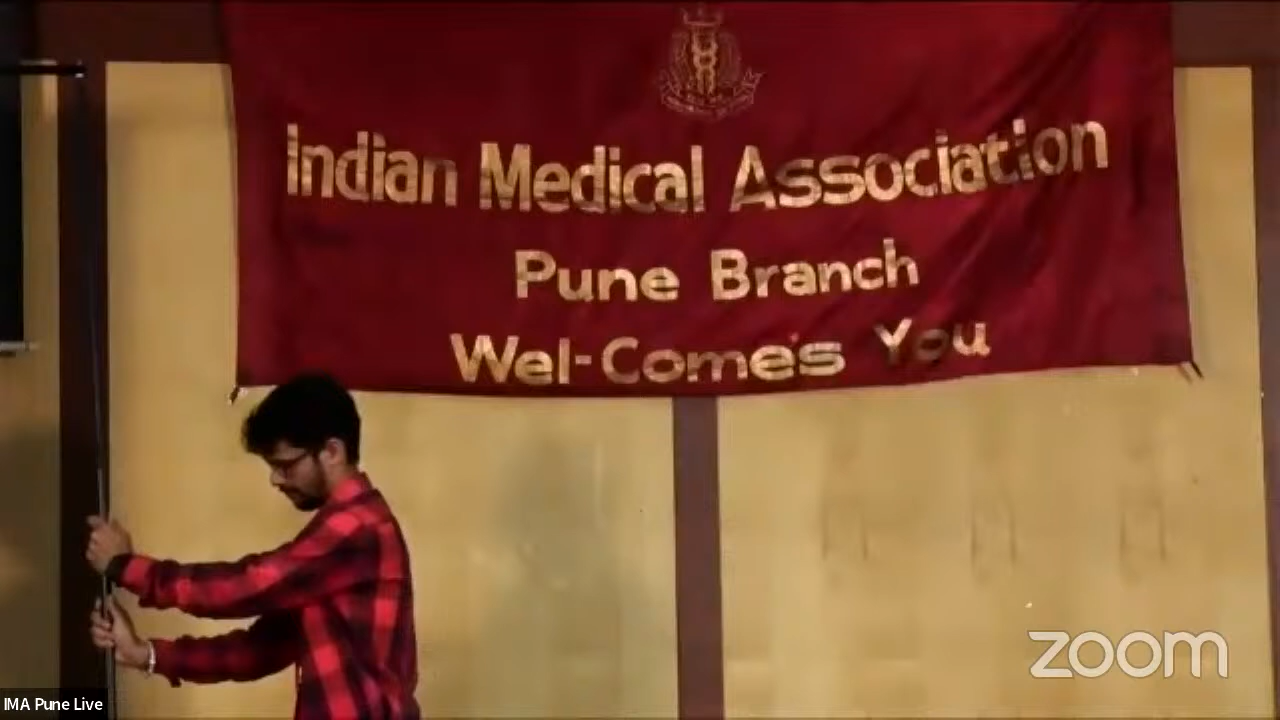 Indian Medical Association
Pune Branch
Wel-Come's You
zoom
IMA Pune Live